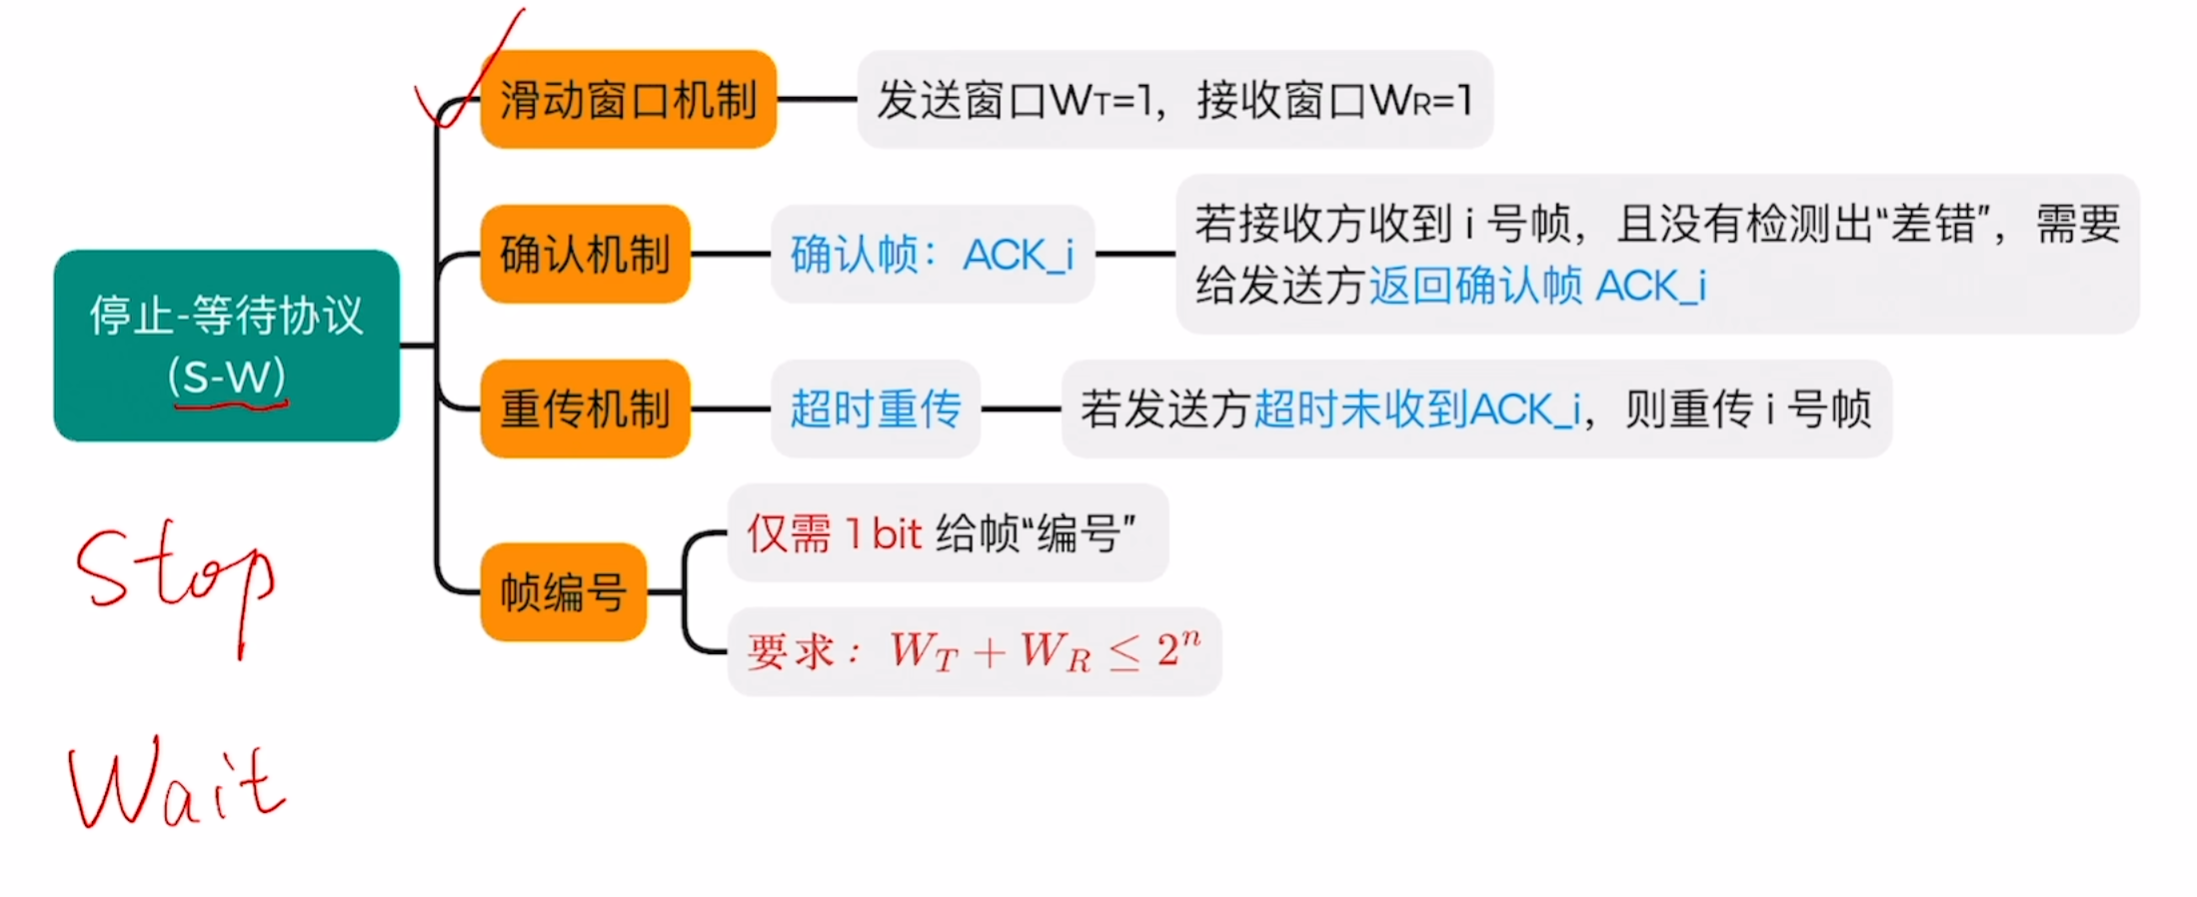 滑动窗口机制
发送窗口WT=1，接收窗口WR=1
停止-等待协议
(S-W)
确认机制
确认帧：ACK_i
若接收方收到 i 号帧，且没有检测出“差错”，需要
给发送方返回确认帧 ACK_i
重传机制
超时重传
若发送方超时未收到ACK_i，则重传 i 号帧
帧编号
仅需 1 bit 给帧“编号”
要求：W_T + W_R ≤ 2^n
Stop
Wait